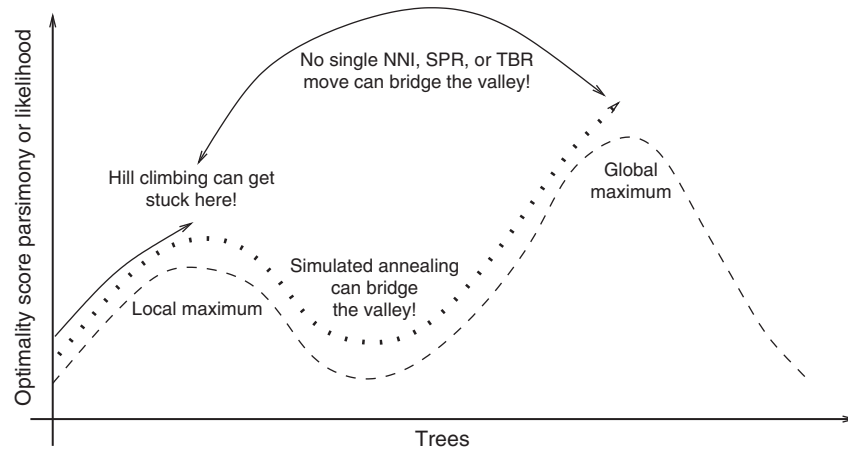 No single NNI, SPR, or TBR
move can bridge the valley!
Hill climbing can get
stuck here!
Global
maximum
Simulated annealing
can bridge
the valley!
Local maximum
Optimality score parsimony or likelihood
Trees